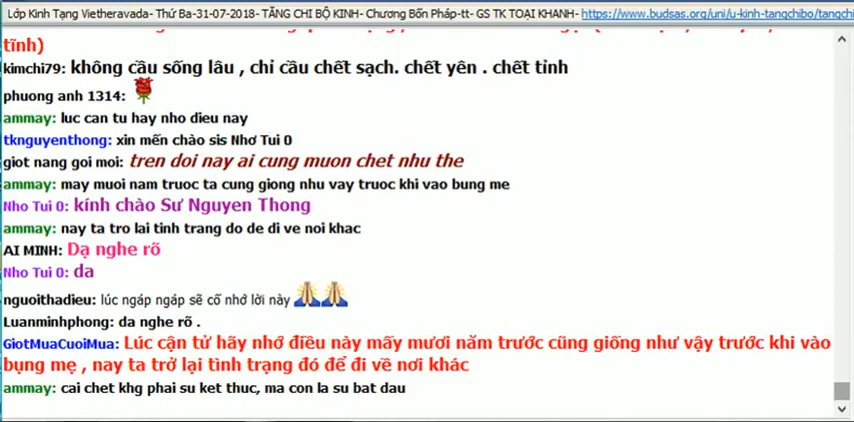 Lớp Kinh Tạng Vietheravada- Thứ Ba-31-07-2018- TĂNG CHI BỘ KINH- Chương Bốn Pháp-tt- GS TK TOẠI KHANH- https://www.budsas.org/uni/u-kinh-tangchibo/tangchi
tĩnh)
kimchi79: không cầu sống lâu , chỉ cầu chết sạch. chết yên . chết tỉnh
phuong anh 1314:
ammay: luc can tu hay nho dieu nay
tknguyenthong: xin mến chào sis Nhơ Tui 0
giot nang goi moi: tren doi nay ai cung muon chet nhu the
ammay: may muoi nam truoc ta cung giong nhu vay truoc khi vao bung me
Nho Tui 0: kính chào Sư Nguyen Thong
ammay: nay ta tro lai tinh trang do de di ve noi khac
AI MINH: Dạ nghe rõ
Nho Tui 0: da
nguoithadieu: lúc ngáp ngáp sẽ cố nhớ lời này
Luanminhphong: da nghe rõ .
GiotMuaCuoiMua: Lúc cận tử hãy nhớ điều này mấy mươi năm trước cũng giống như vậy trước khi vào
bụng mẹ , nay ta trở lại tình trạng đó để đi về nơi khác
ammay: cai chet khg phai su ket thuc, ma con la su bat dau